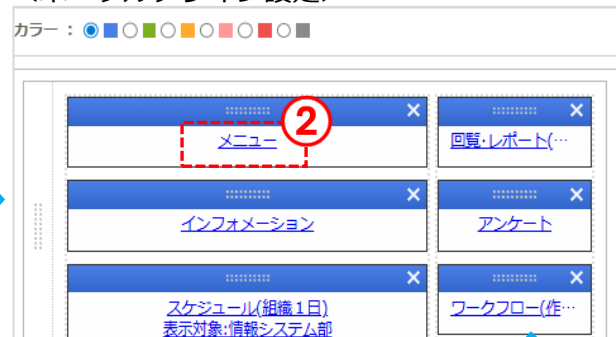 カラー：
メニュー
②
回覧・レポート(…
インフォメーション
アンケート
スケジュール(組織１日)
表示対象:情報システム部
ワークフロー(作…